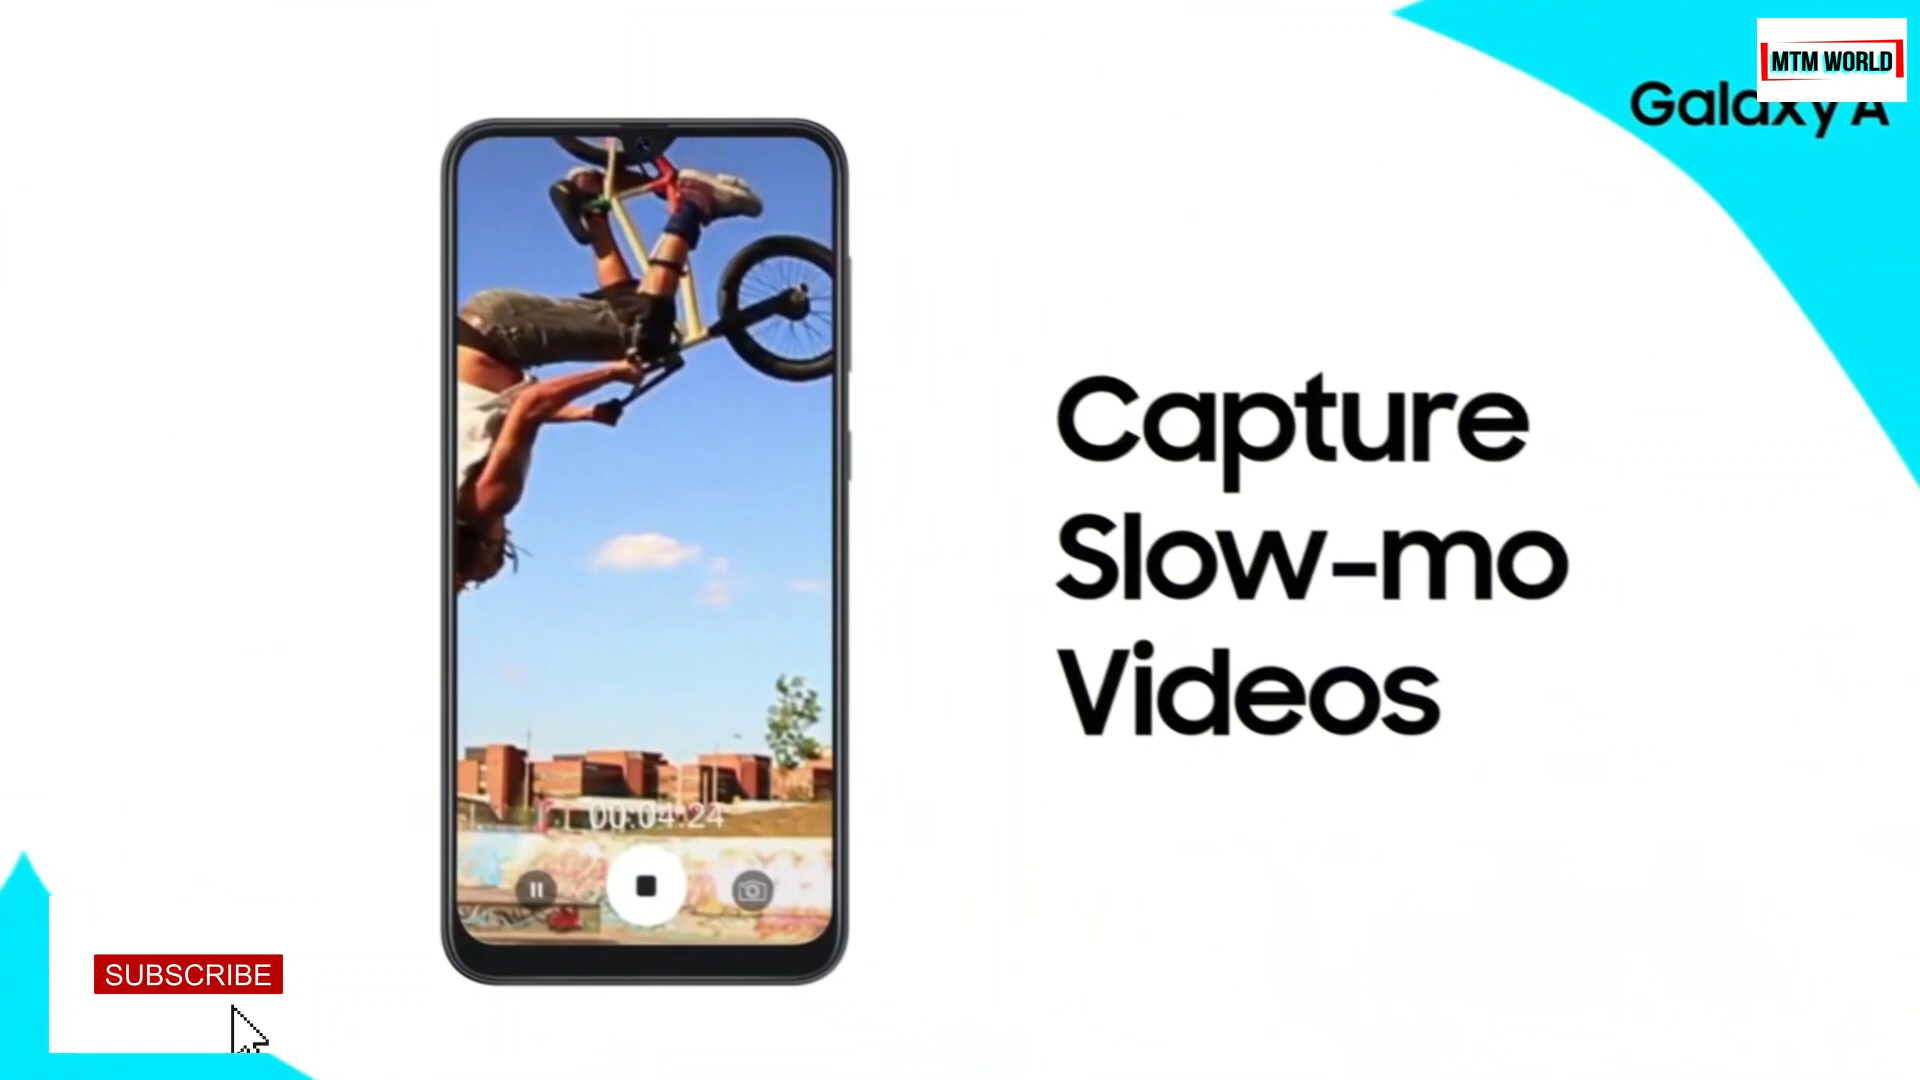 MTM WORLD
Galaxy A
Capture
Slow-mo
Videos
00:04:24
SUBSCRIBE